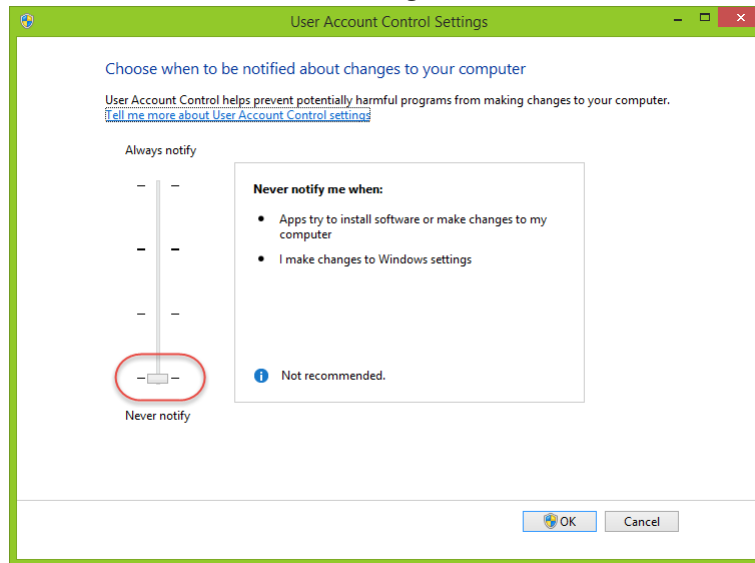 User Account Control Settings
Choose when to be notified about changes to your computer
User Account Control helps prevent potentially harmful programs from making changes to your computer.
Tell me more about User Account Control settings
Always notify
Never notify me when:
• Apps try to install software or make changes to my
computer
• I make changes to Windows settings
Not recommended.
Never notify
OK
Cancel